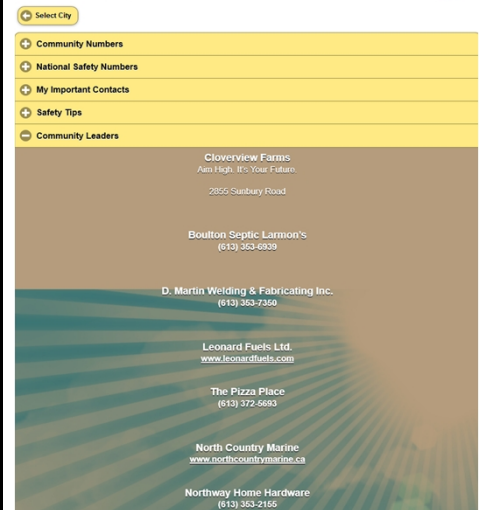 Select City
Community Numbers
National Safety Numbers
My Important Contacts
Safety Tips
Community Leaders
Cloverview Farms
Aim High. It's Your Future.
2855 Sunbury Road
Boulton Septic Larmon's
(613) 353-6939
D. Martin Welding & Fabricating Inc.
(613) 353-7350
Leonard Fuels Ltd.
www.leonardfuels.com
The Pizza Place
(613) 372-5693
North Country Marine
www.northcountrymarine.ca
Northway Home Hardware
(613) 353-2155